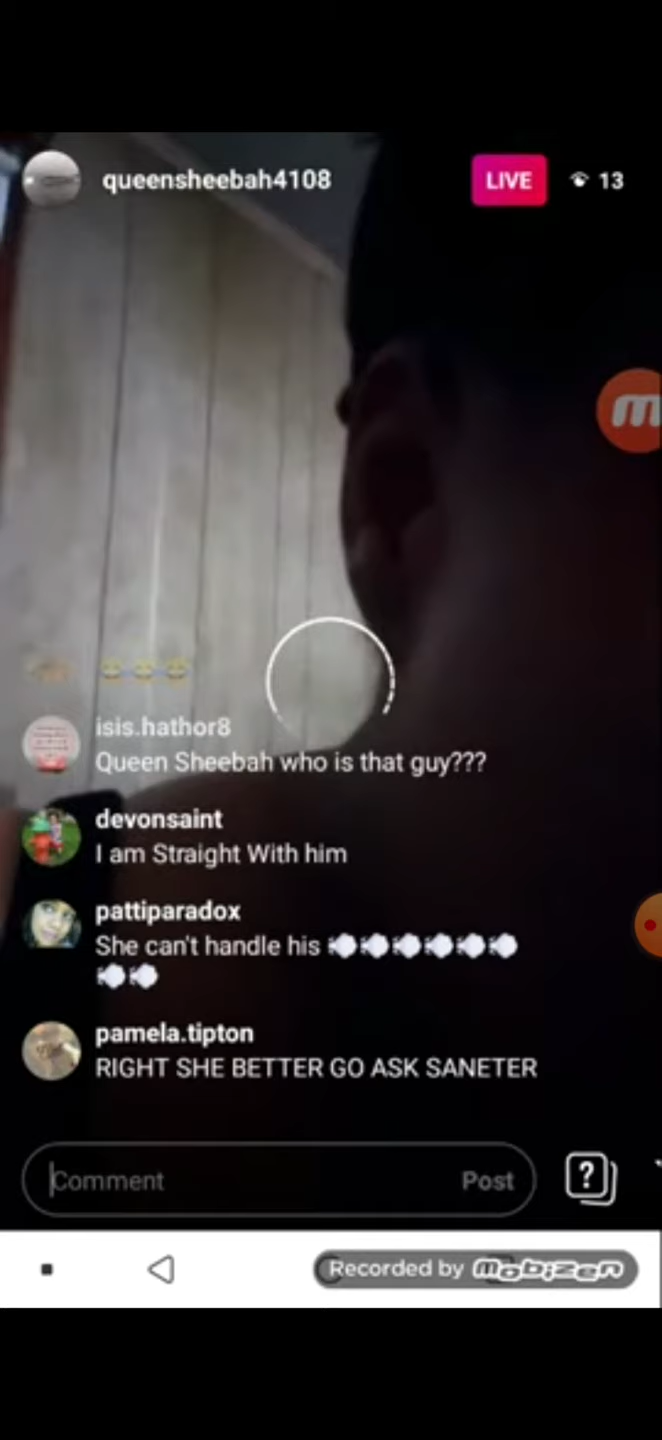 queensheebah4108
LIVE
13
isis.hathor8
Queen Sheebah who is that guy???
devonsaint
I am Straight With him
pattiparadox
She can't handle his
pamela.tipton
RIGHT SHE BETTER GO ASK SANETER
Comment
Post
?
Recorded by mobizen